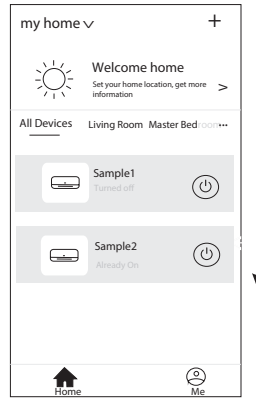 my home
Welcome home
Set your home location, get more
information
All Devices Living Room Master Bedroom
Sample1
Turned off
Sample2
Already On
Home Me